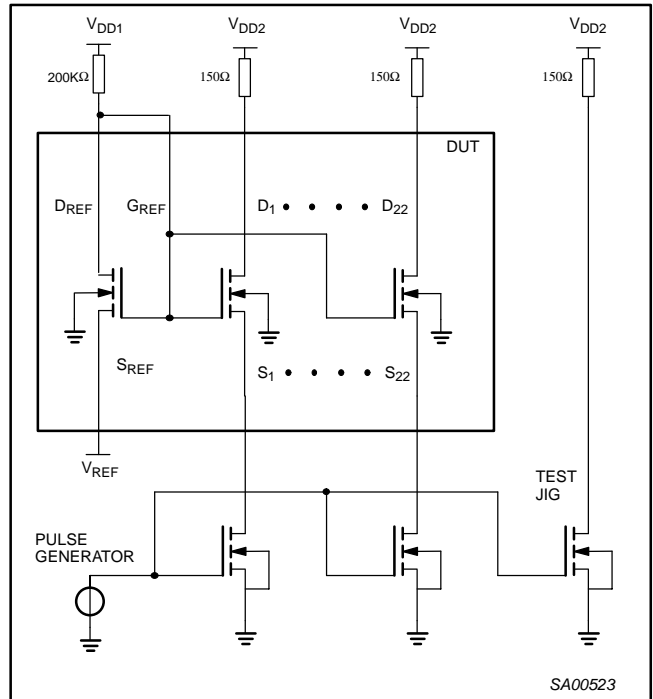 VDD1 VDD2 VDD2 VDD2
200KΩ 150Ω 150Ω 150Ω
DUT
DREF GREF D1 • • • • D22
SREF S1 • • • • S22
VREF
TEST
JIG
PULSE
GENERATOR
SA00523